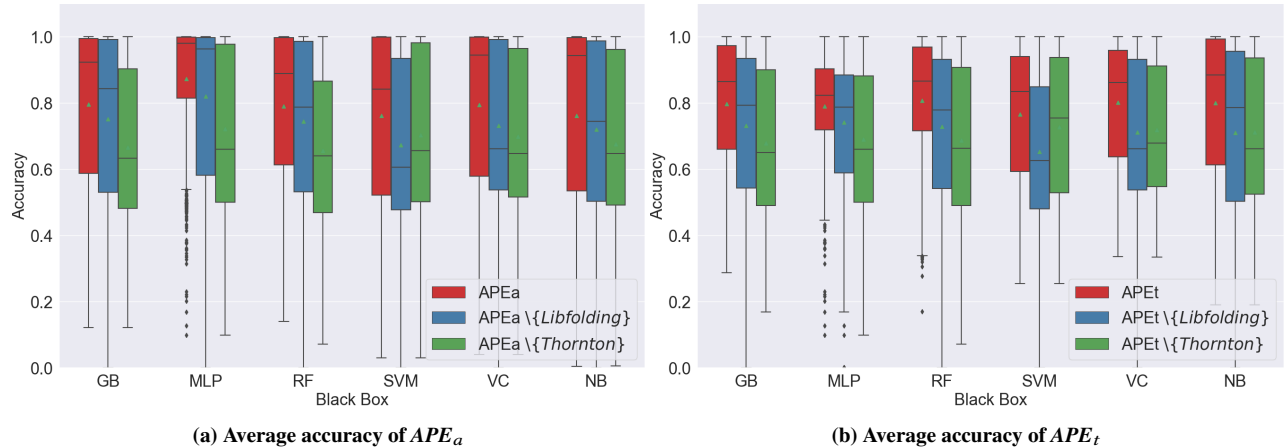 1.0
0.8
0.6
0.4
0.2
0.0
Accuracy
GB MLP RF SVM VC NB
Black Box
APEa
APEa \{Libfolding}
APEa \{Thornton}
(a) Average accuracy of APEa
1.0
0.8
0.6
0.4
0.2
0.0
Accuracy
GB MLP RF SVM VC NB
Black Box
APEt
APEt \{Libfolding}
APEt \{Thornton}
(b) Average accuracy of APEt